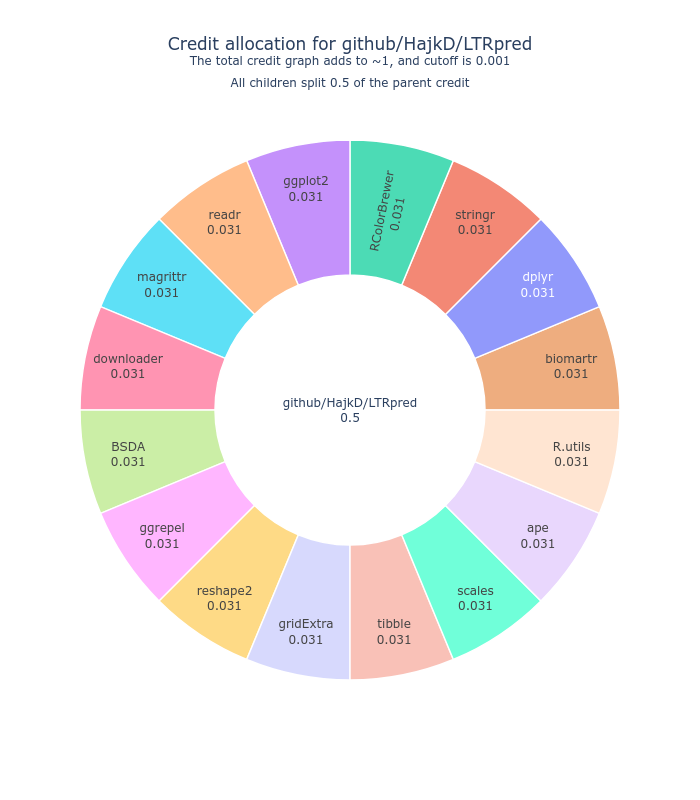 Credit allocation for github/HajkD/LTRpred
The total credit graph adds to ~1, and cutoff is 0.001
All children split 0.5 of the parent credit
ggplot2
0.031
RColorBrewer
0.031
readr
0.031
stringr
0.031
magrittr
0.031
dplyr
0.031
downloader
0.031
biomartr
0.031
github/HajkD/LTRpred
0.5
BSDA
0.031
R.utils
0.031
ggrepel
0.031
ape
0.031
reshape2
0.031
scales
0.031
gridExtra
0.031
tibble
0.031